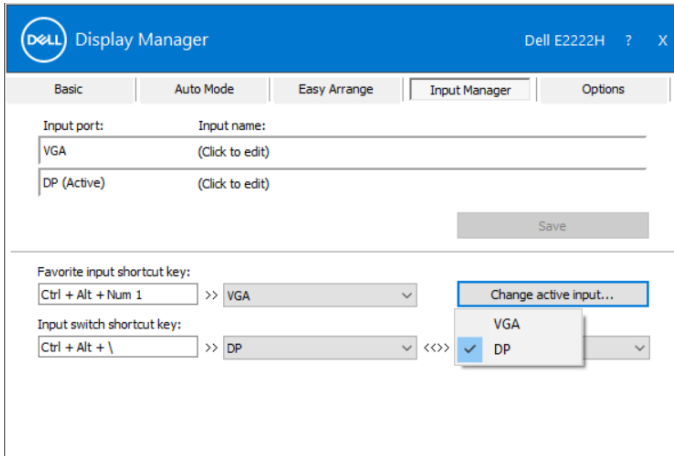 DELL Display Manager Dell E2222H ? X
Basic Auto Mode Easy Arrange Input Manager Options
Input port: Input name:
VGA (Click to edit)
DP (Active) (Click to edit)
Save
Favorite input shortcut key:
Ctrl + Alt + Num 1 >> VGA Change active input...
Input switch shortcut key:
Ctrl + Alt + \ >> DP <<>>
VGA
DP